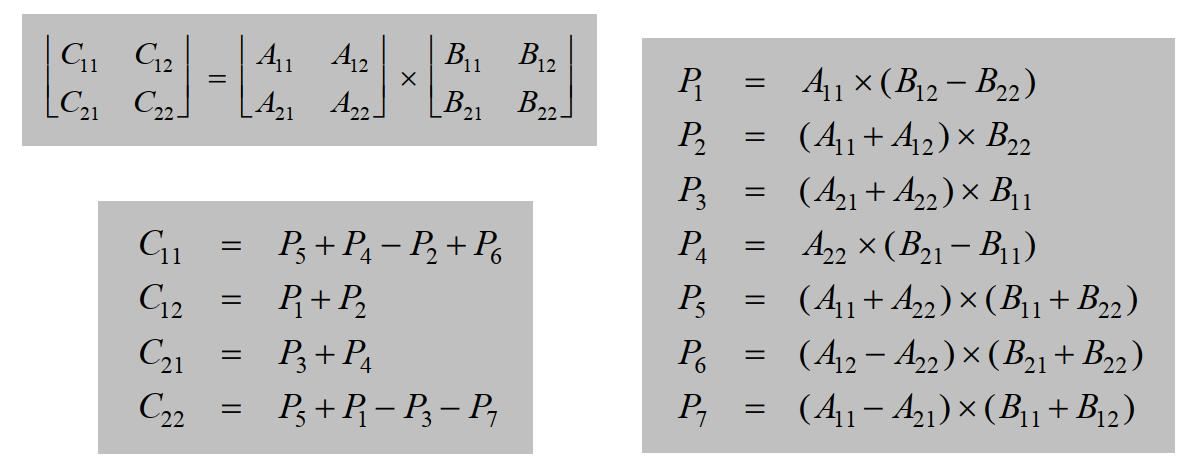 C₁₁ C₁₂ = A₁₁ A₁₂ × B₁₁ B₁₂
C₂₁ C₂₂ A₂₁ A₂₂ B₂₁ B₂₂
C₁₁ = P₅ + P₄ − P₂ + P₆
C₁₂ = P₁ + P₂
C₂₁ = P₃ + P₄
C₂₂ = P₅ + P₁ − P₃ − P₇
P₁ = A₁₁ × (B₁₂ − B₂₂)
P₂ = (A₁₁ + A₁₂) × B₂₂
P₃ = (A₂₁ + A₂₂) × B₁₁
P₄ = A₂₂ × (B₂₁ − B₁₁)
P₅ = (A₁₁ + A₂₂) × (B₁₁ + B₂₂)
P₆ = (A₁₂ − A₂₂) × (B₂₁ + B₂₂)
P₇ = (A₁₁ − A₂₁) × (B₁₁ + B₁₂)